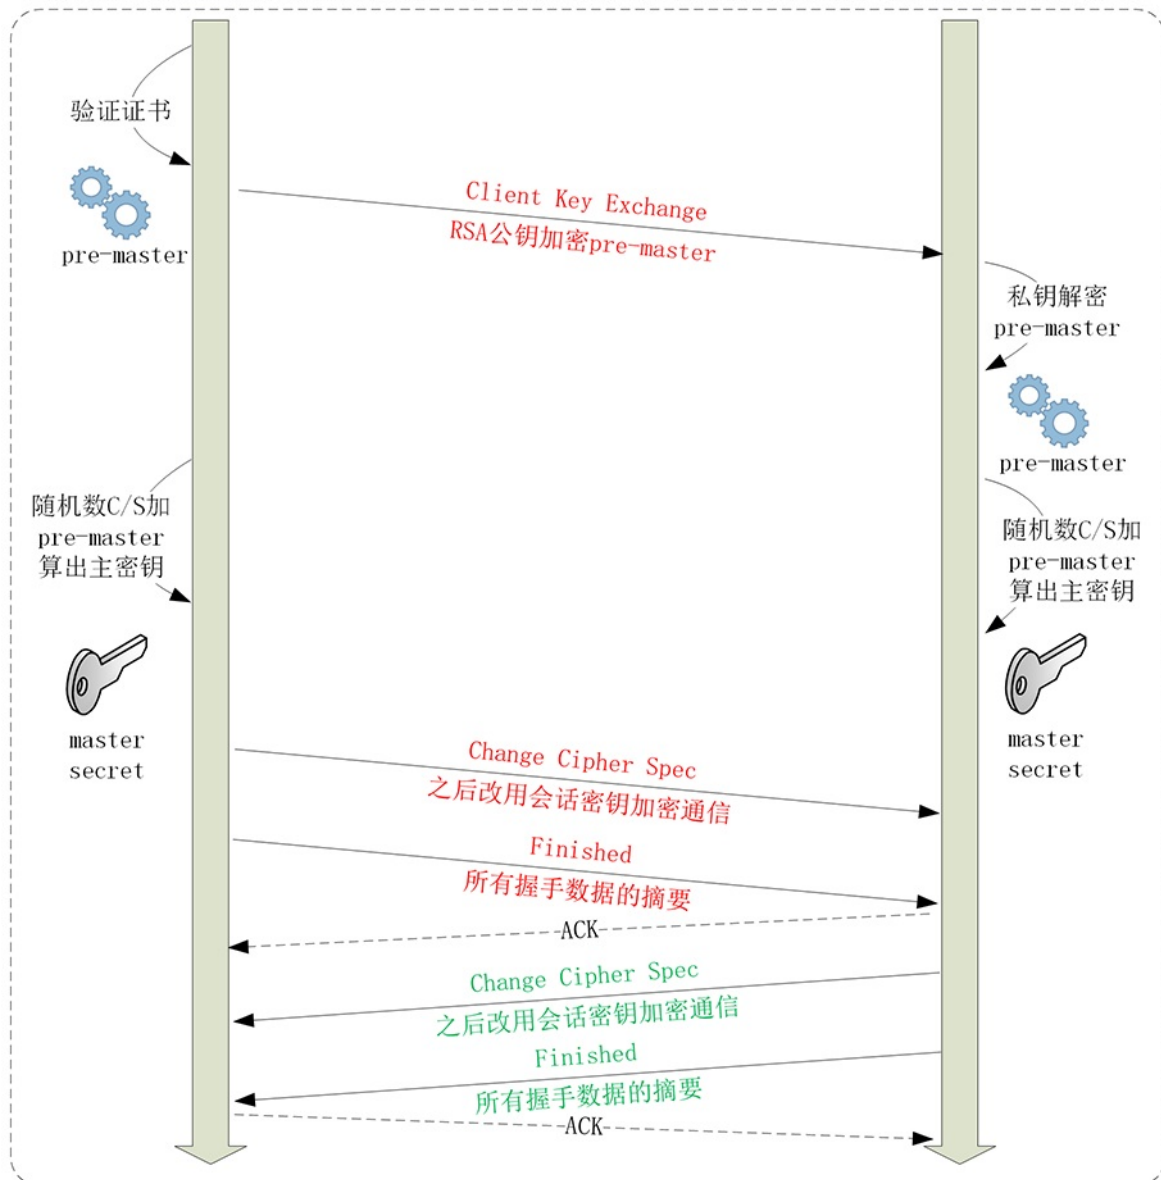 验证证书
pre-master
Client Key Exchange
RSA公钥加密pre-master
私钥解密
pre-master
pre-master
随机数C/S加
pre-master
算出主密钥
随机数C/S加
pre-master
算出主密钥
master
secret
master
secret
Change Cipher Spec
之后改用会话密钥加密通信
Finished
所有握手数据的摘要
ACK
Change Cipher Spec
之后改用会话密钥加密通信
Finished
所有握手数据的摘要
ACK